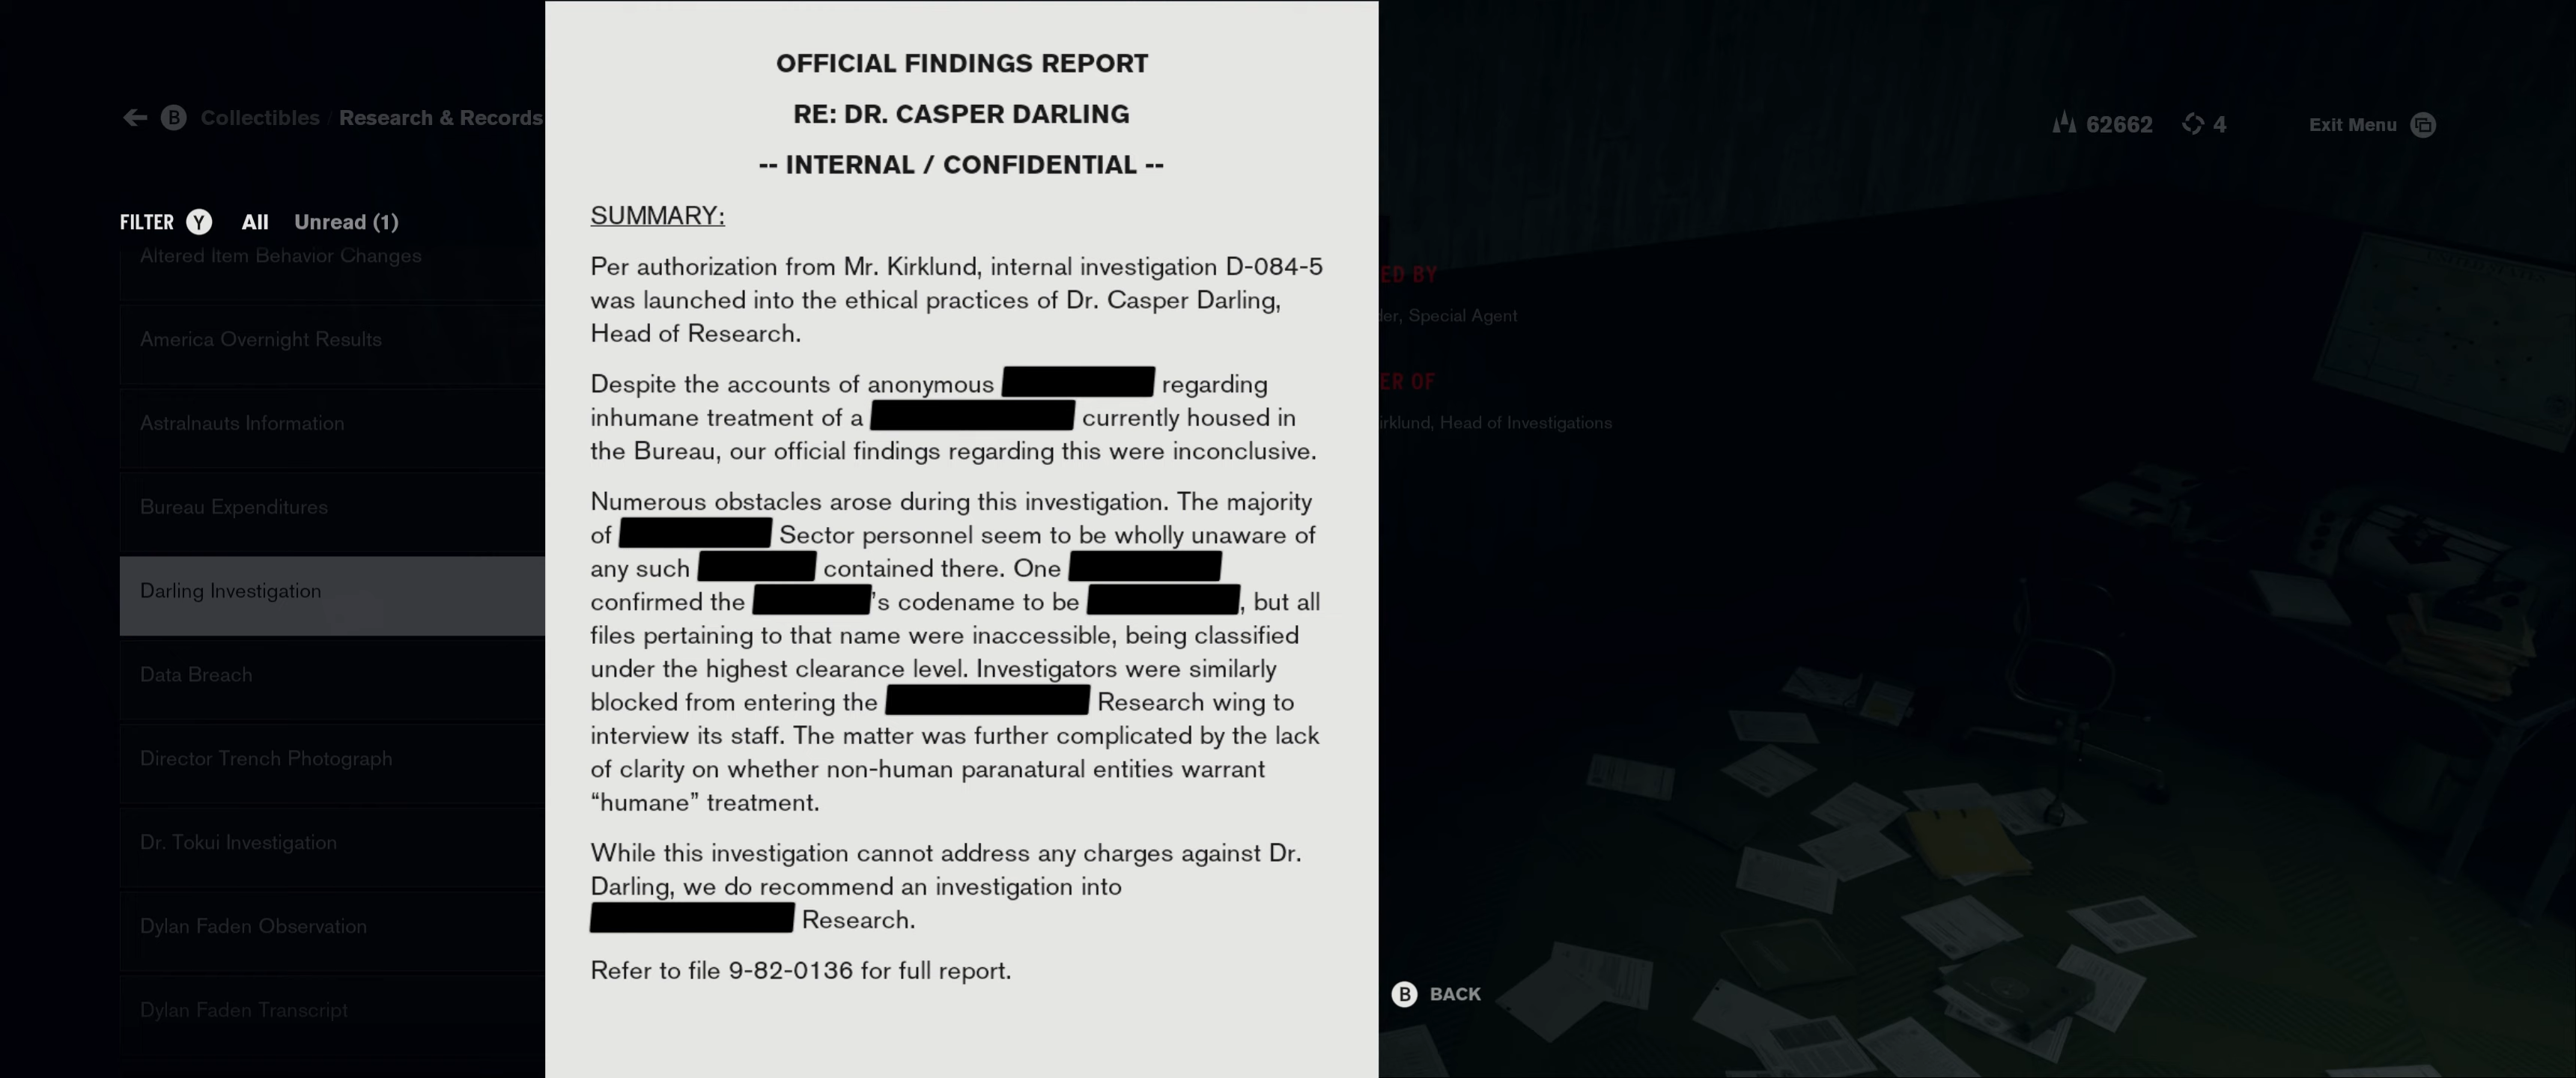 OFFICIAL FINDINGS REPORT
RE: DR. CASPER DARLING
-- INTERNAL / CONFIDENTIAL --
SUMMARY:
Per authorization from Mr. Kirklund, internal investigation D-084-5
was launched into the ethical practices of Dr. Casper Darling,
Head of Research.
Despite the accounts of anonymous regarding
inhumane treatment of a currently housed in
the Bureau, our official findings regarding this were inconclusive.
Numerous obstacles arose during this investigation. The majority
of Sector personnel seem to be wholly unaware of
any such contained there. One
confirmed the 's codename to be , but all
files pertaining to that name were inaccessible, being classified
under the highest clearance level. Investigators were similarly
blocked from entering the Research wing to
interview its staff. The matter was further complicated by the lack
of clarity on whether non-human paranatural entities warrant
“humane” treatment.
While this investigation cannot address any charges against Dr.
Darling, we do recommend an investigation into
Research.
Refer to file 9-82-0136 for full report.
B Collectibles / Research & Records
62662 4 Exit Menu
FILTER Y All Unread (1)
Altered Item Behavior Changes
America Overnight Results
Astralnauts Information
Bureau Expenditures
Darling Investigation
Data Breach
Director Trench Photograph
Dr. Tokui Investigation
Dylan Faden Observation
Dylan Faden Transcript
ED BY
der, Special Agent
ER OF
irklund, Head of Investigations
B BACK